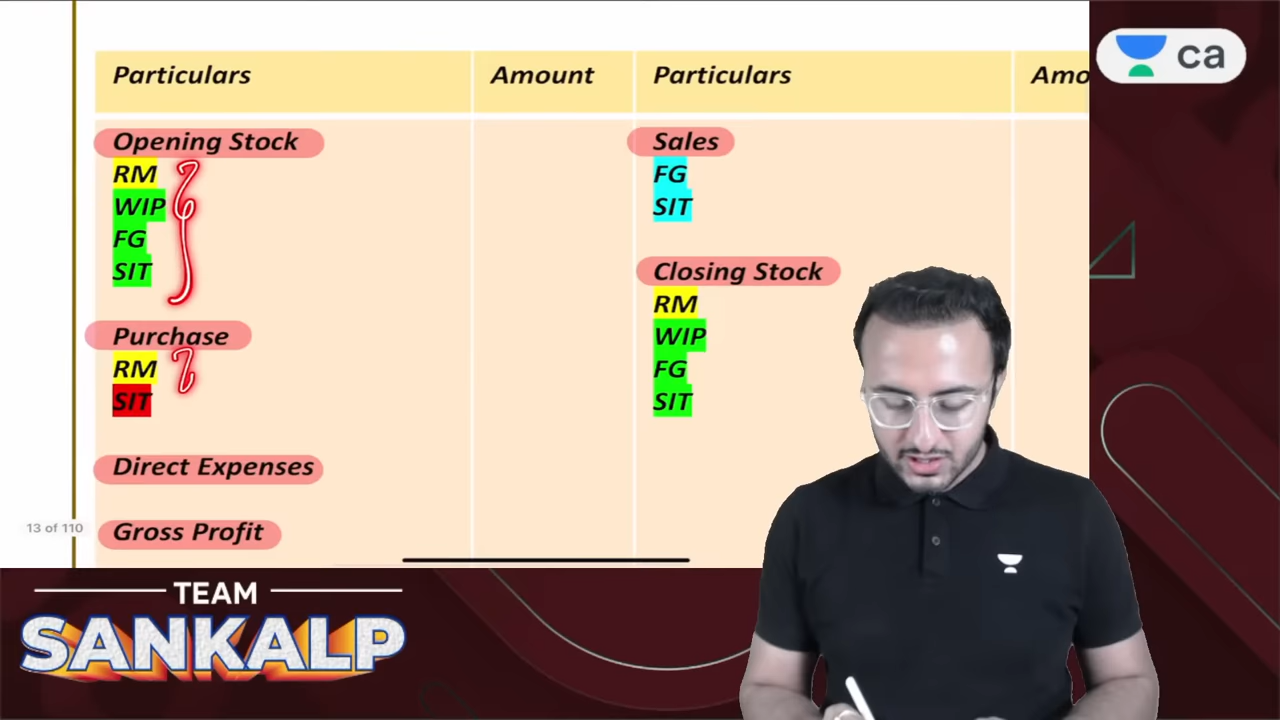 Particulars
Amount
Particulars
Amo
Opening Stock
RM
WIP
FG
SIT
Purchase
RM
SIT
Direct Expenses
Gross Profit
Sales
FG
SIT
Closing Stock
RM
WIP
FG
SIT
13 of 110
ca
TEAM
SANKALP